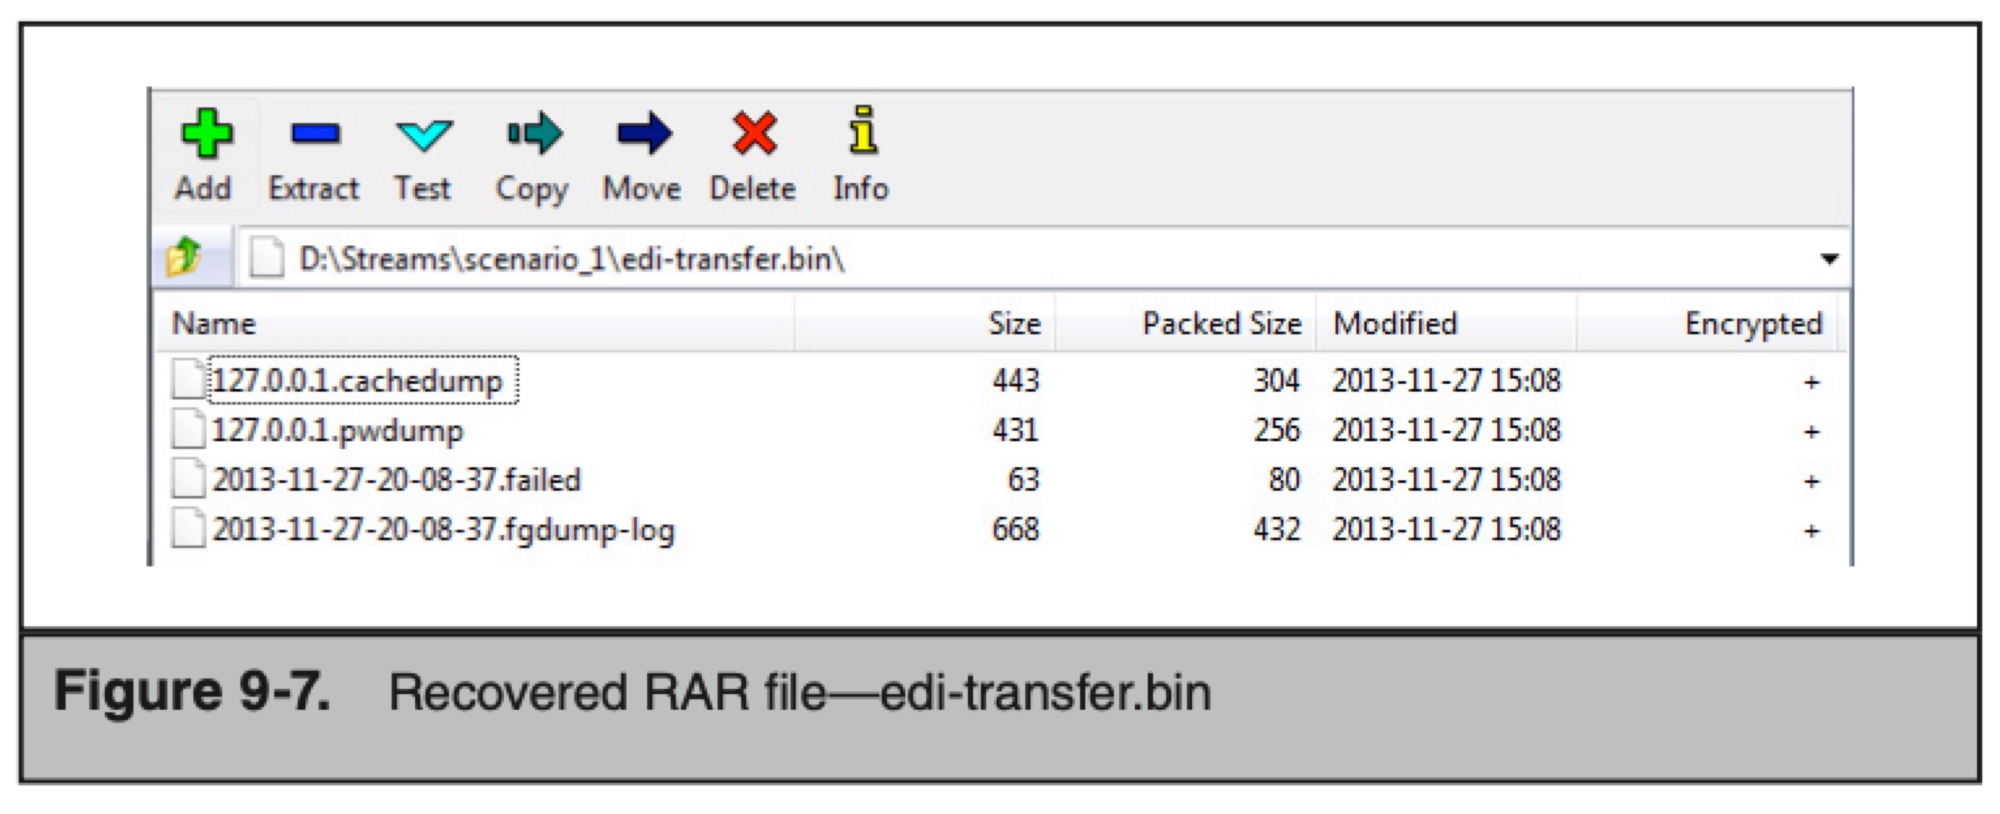 Add Extract Test Copy Move Delete Info
D:\Streams\scenario_1\edi-transfer.bin\
Name Size Packed Size Modified Encrypted
127.0.0.1.cachedump 443 304 2013-11-27 15:08 +
127.0.0.1.pwdump 431 256 2013-11-27 15:08 +
2013-11-27-20-08-37.failed 63 80 2013-11-27 15:08 +
2013-11-27-20-08-37.fgdump-log 668 432 2013-11-27 15:08 +
Figure 9-7. Recovered RAR file—edi-transfer.bin